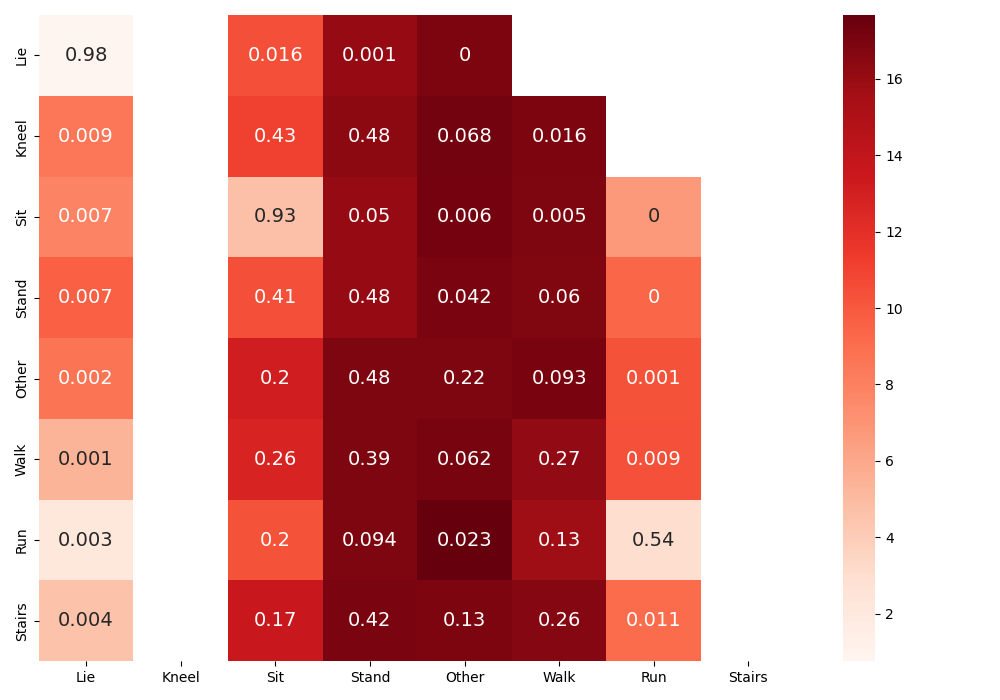 Lie 0.98 0.016 0.001 0
Kneel 0.009 0.43 0.48 0.068 0.016
Sit 0.007 0.93 0.05 0.006 0.005 0
Stand 0.007 0.41 0.48 0.042 0.06 0
Other 0.002 0.2 0.48 0.22 0.093 0.001
Walk 0.001 0.26 0.39 0.062 0.27 0.009
Run 0.003 0.2 0.094 0.023 0.13 0.54
Stairs 0.004 0.17 0.42 0.13 0.26 0.011
Lie Kneel Sit Stand Other Walk Run Stairs
16
14
12
10
8
6
4
2